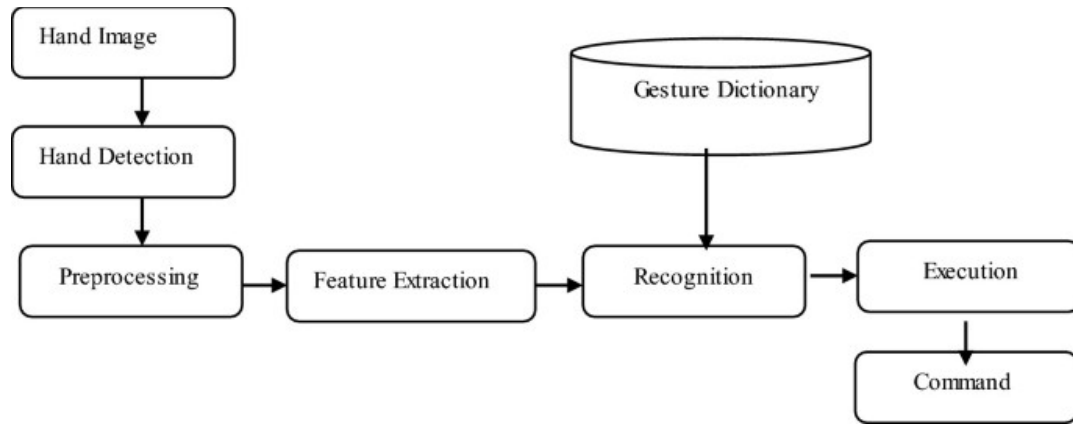 Hand Image
Gesture Dictionary
Hand Detection
Preprocessing
Feature Extraction
Recognition
Execution
Command